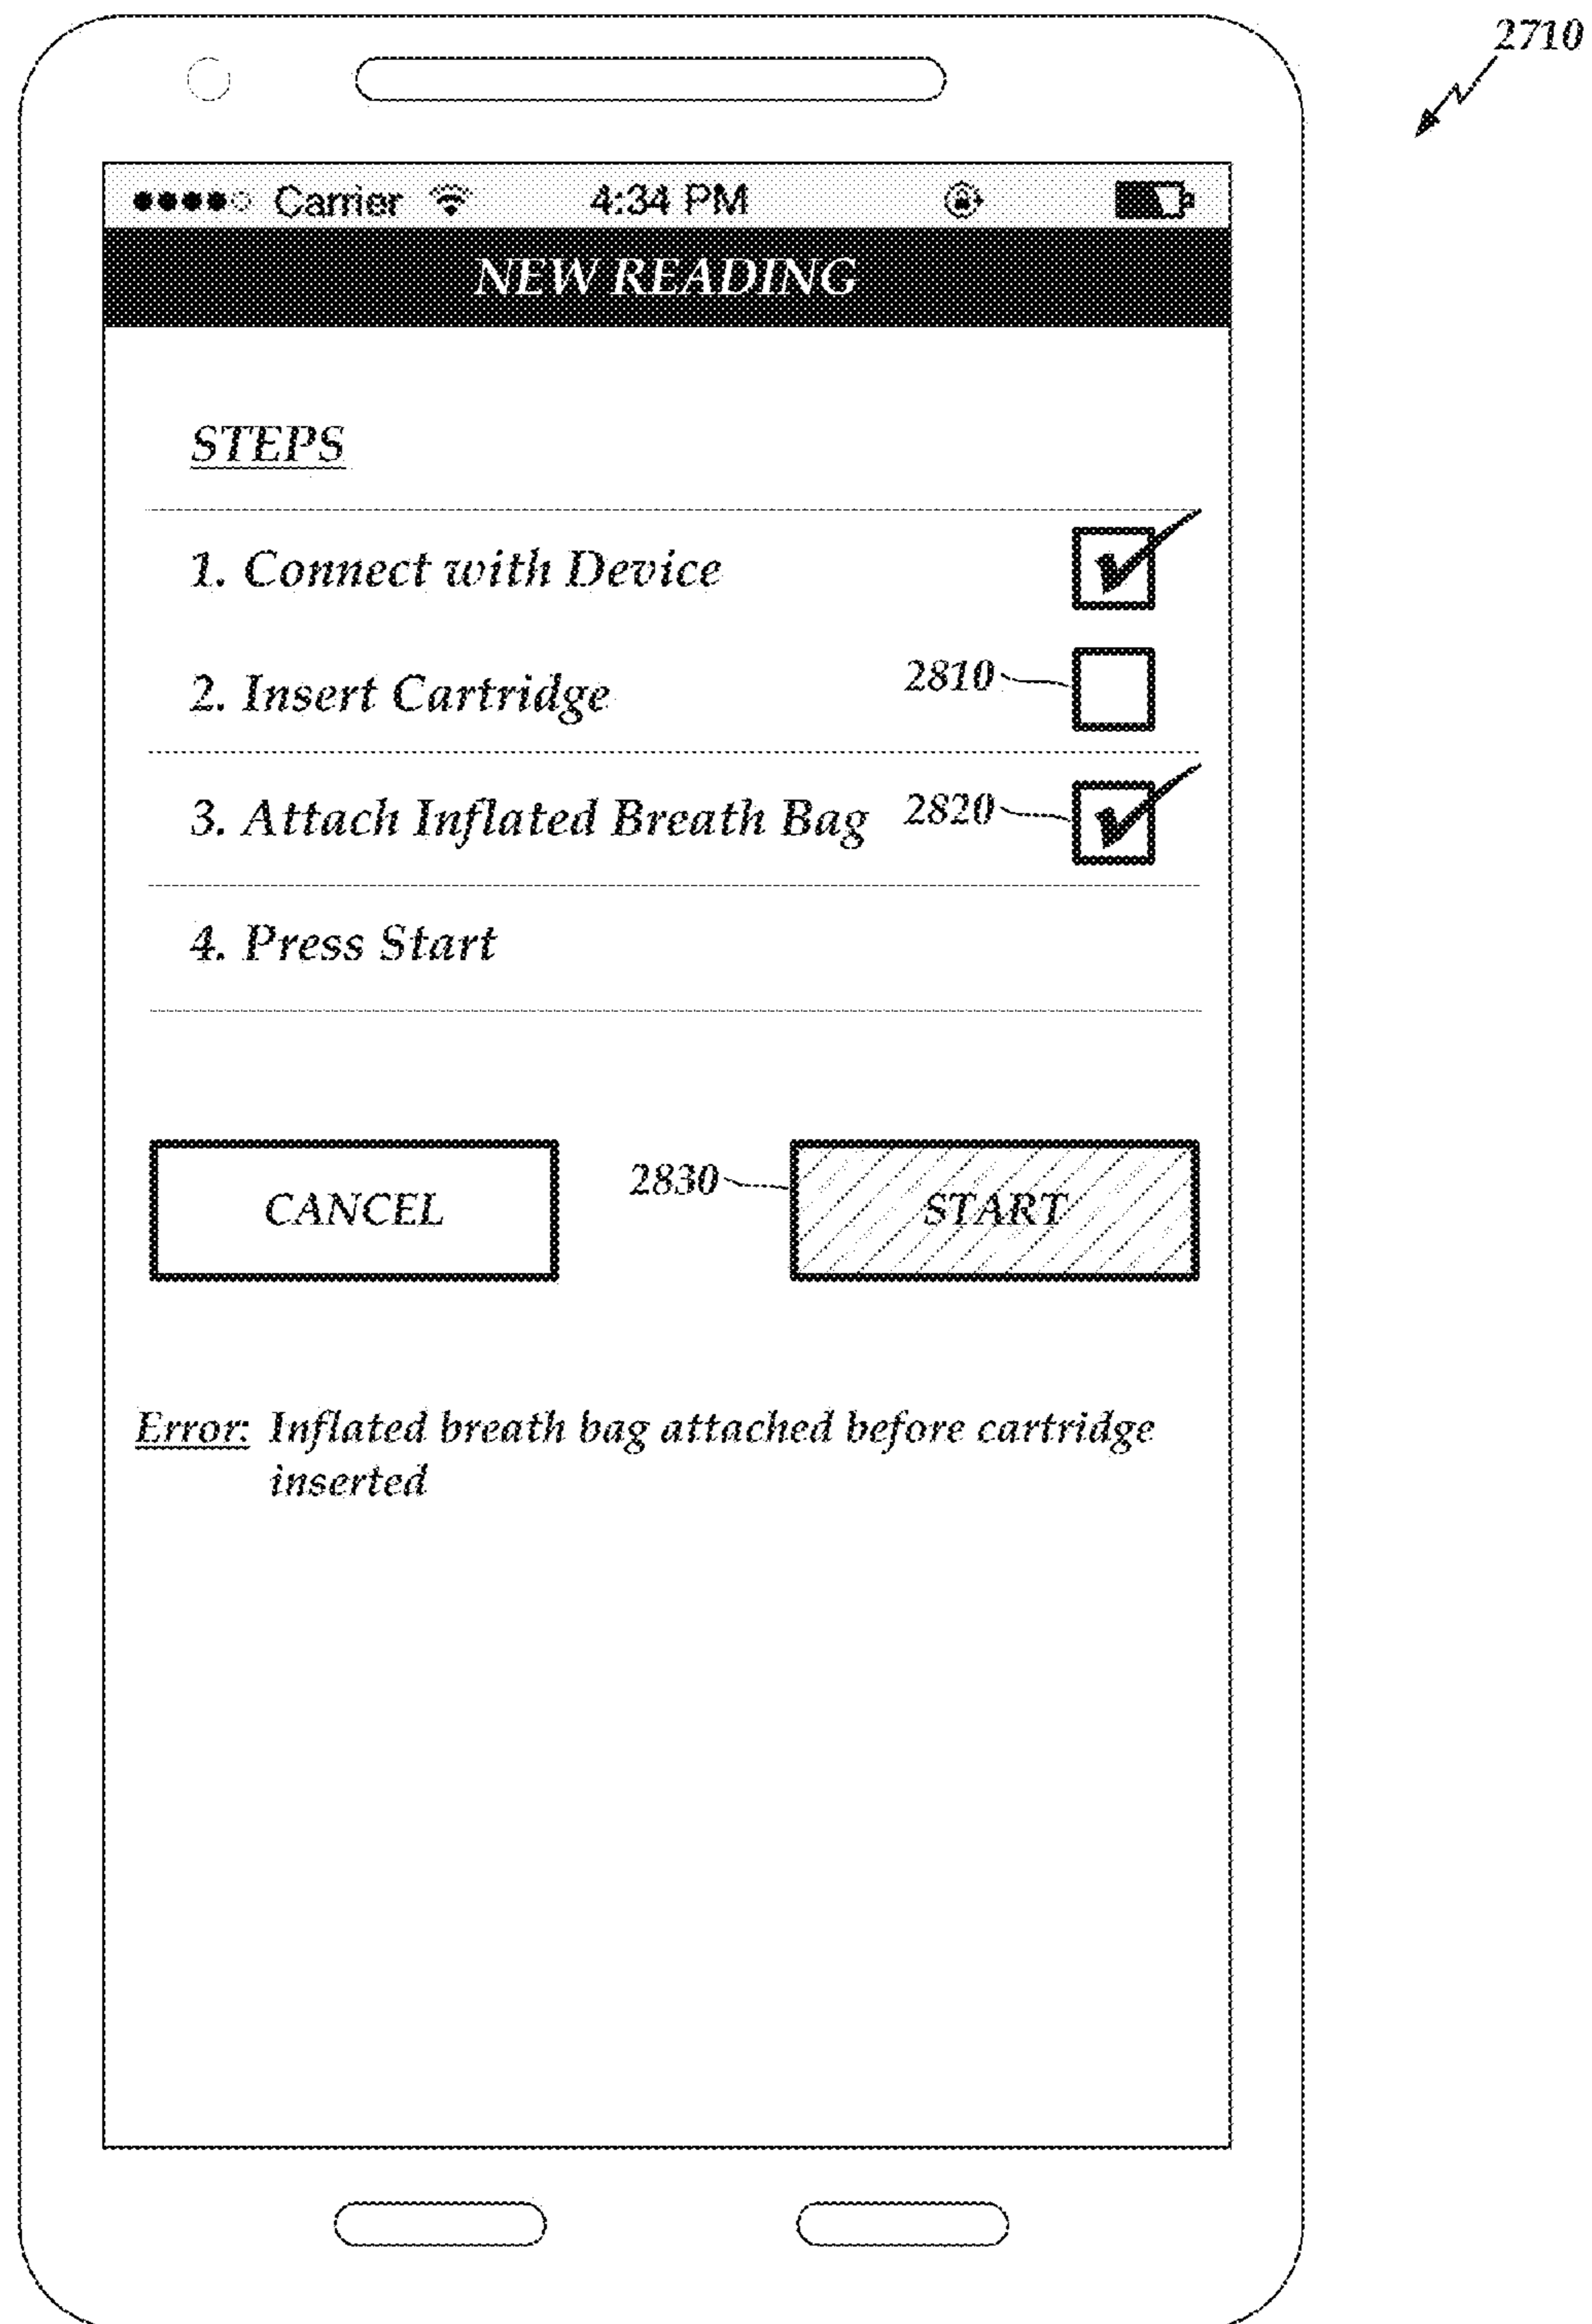 2710
Carrier 4:34 PM
NEW READING
STEPS
1. Connect with Device
2. Insert Cartridge 2810
3. Attach Inflated Breath Bag 2820
4. Press Start
CANCEL 2830 START
Error: Inflated breath bag attached before cartridge
inserted